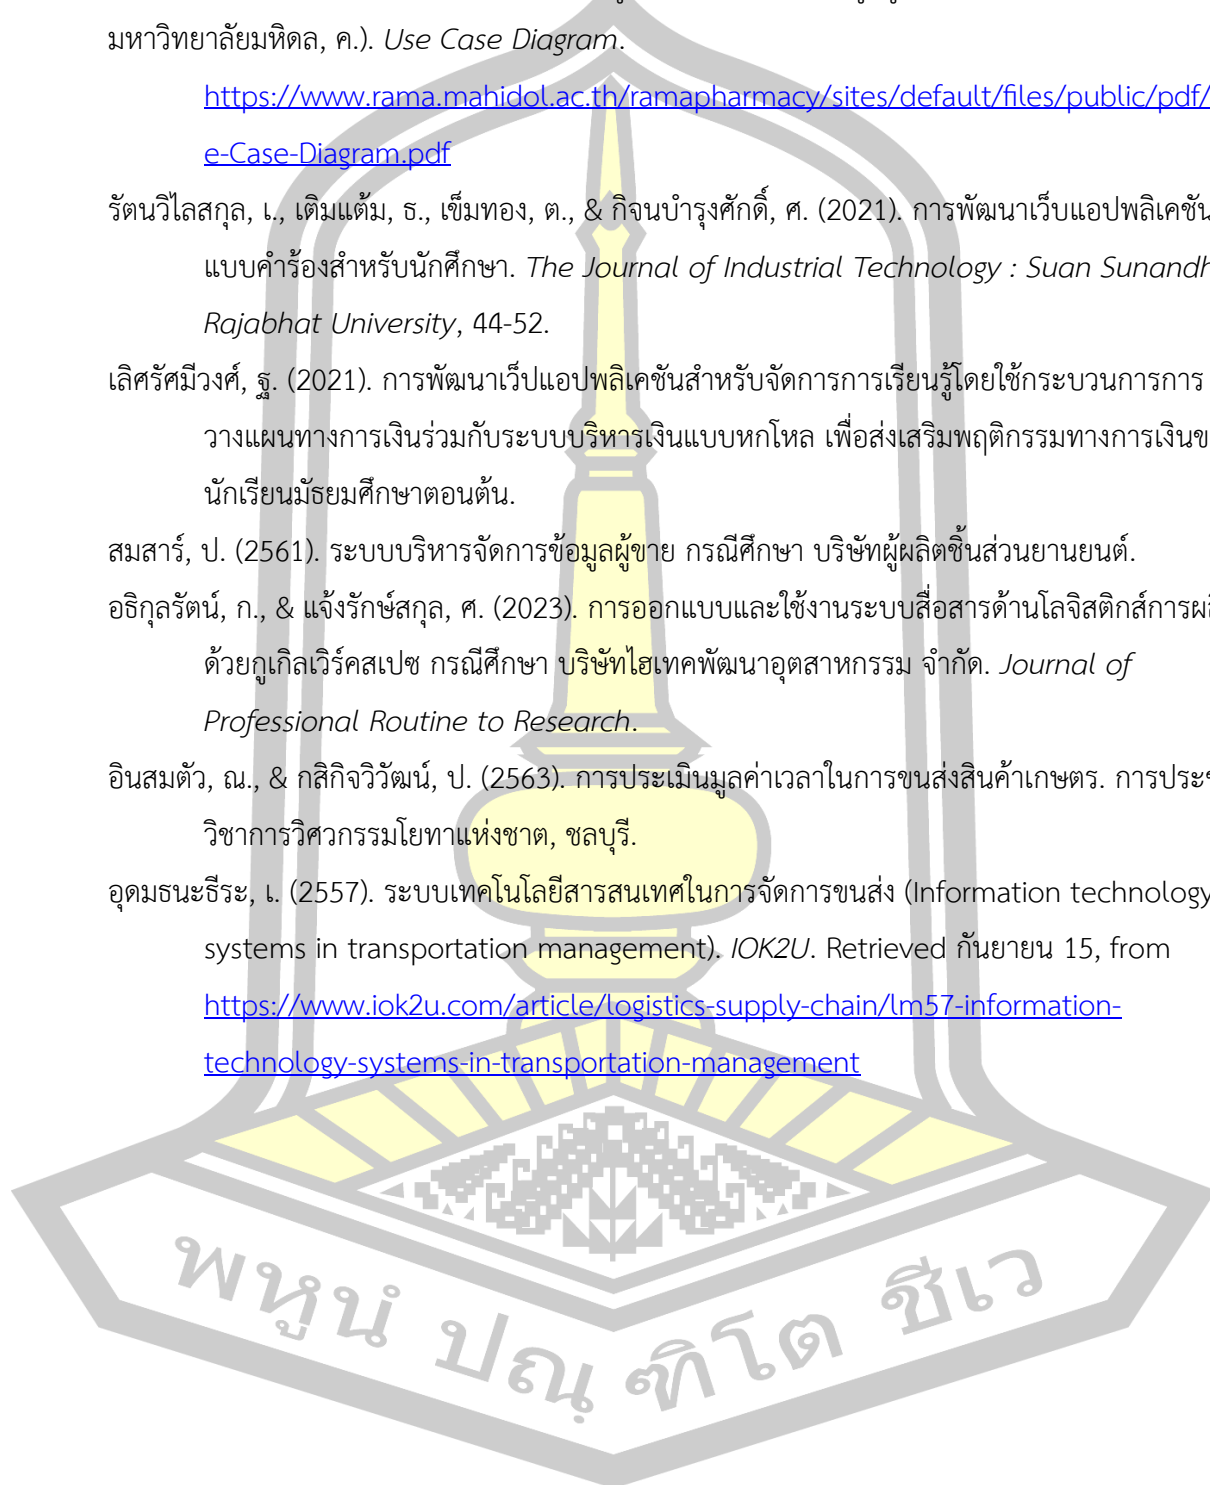 มหาวิทยาลัยมหิดล, ค.). Use Case Diagram.
https://www.rama.mahidol.ac.th/ramapharmacy/sites/default/files/public/pdf/
e-Case-Diagram.pdf
รัตนวิไลสกุล, เ., เติมแต้ม, ธ., เข็มทอง, ต., & กิจนบำรุงศักดิ์, ศ. (2021). การพัฒนาเว็บแอปพลิเคชัน
แบบคำร้องสำหรับนักศึกษา. The Journal of Industrial Technology : Suan Sunandh
Rajabhat University, 44-52.
เลิศรัศมีวงศ์, ฐ. (2021). การพัฒนาเว็ปแอปพลิเคชันสำหรับจัดการการเรียนรู้โดยใช้กระบวนการการ
วางแผนทางการเงินร่วมกับระบบบริหารเงินแบบหกโหล เพื่อส่งเสริมพฤติกรรมทางการเงินข
นักเรียนมัธยมศึกษาตอนต้น.
สมสาร์, ป. (2561). ระบบบริหารจัดการข้อมูลผู้ขาย กรณีศึกษา บริษัทผู้ผลิตชิ้นส่วนยานยนต์.
อธิกุลรัตน์, ก., & แจ้งรักษ์สกุล, ศ. (2023). การออกแบบและใช้งานระบบสื่อสารด้านโลจิสติกส์การผลิ
ด้วยกูเกิลเวิร์คสเปซ กรณีศึกษา บริษัทไฮเทคพัฒนาอุตสาหกรรม จำกัด. Journal of
Professional Routine to Research.
อินสมตัว, ณ., & กสิกิจวิวัฒน์, ป. (2563). การประเมินมูลค่าเวลาในการขนส่งสินค้าเกษตร. การประช
วิชาการวิศวกรรมโยทาแห่งชาต, ชลบุรี.
อุดมธนะธีระ, เ. (2557). ระบบเทคโนโลยีสารสนเทศในการจัดการขนส่ง (Information technology
systems in transportation management). IOK2U. Retrieved กันยายน 15, from
https://www.iok2u.com/article/logistics-supply-chain/lm57-information-
technology-systems-in-transportation-management
พหูนํ ปณฺฑิโต ชีเว